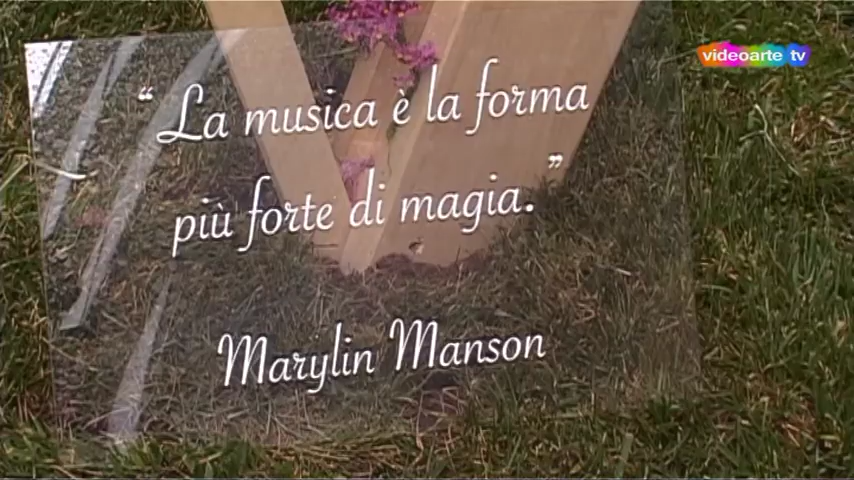 videoarte tv
“La musica è la forma
più forte di magia.”
Marylin Manson